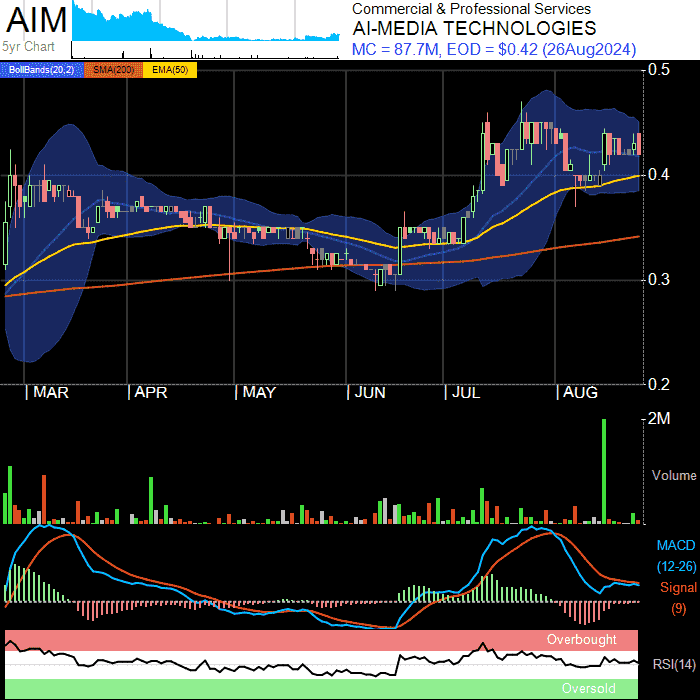 AIM
5yr Chart
Commercial & Professional Services
AI-MEDIA TECHNOLOGIES
MC = 87.7M, EOD = $0.42 (26Aug2024)
BollBands(20,2) SMA(200) EMA(50)
0.5
0.4
0.3
0.2
MAR APR MAY JUN JUL AUG
2M
Volume
MACD
(12-26)
Signal
(9)
Overbought
RSI(14)
Oversold